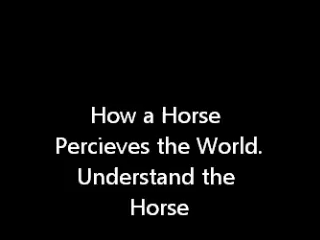 How a Horse
Percieves the World.
Understand the
Horse